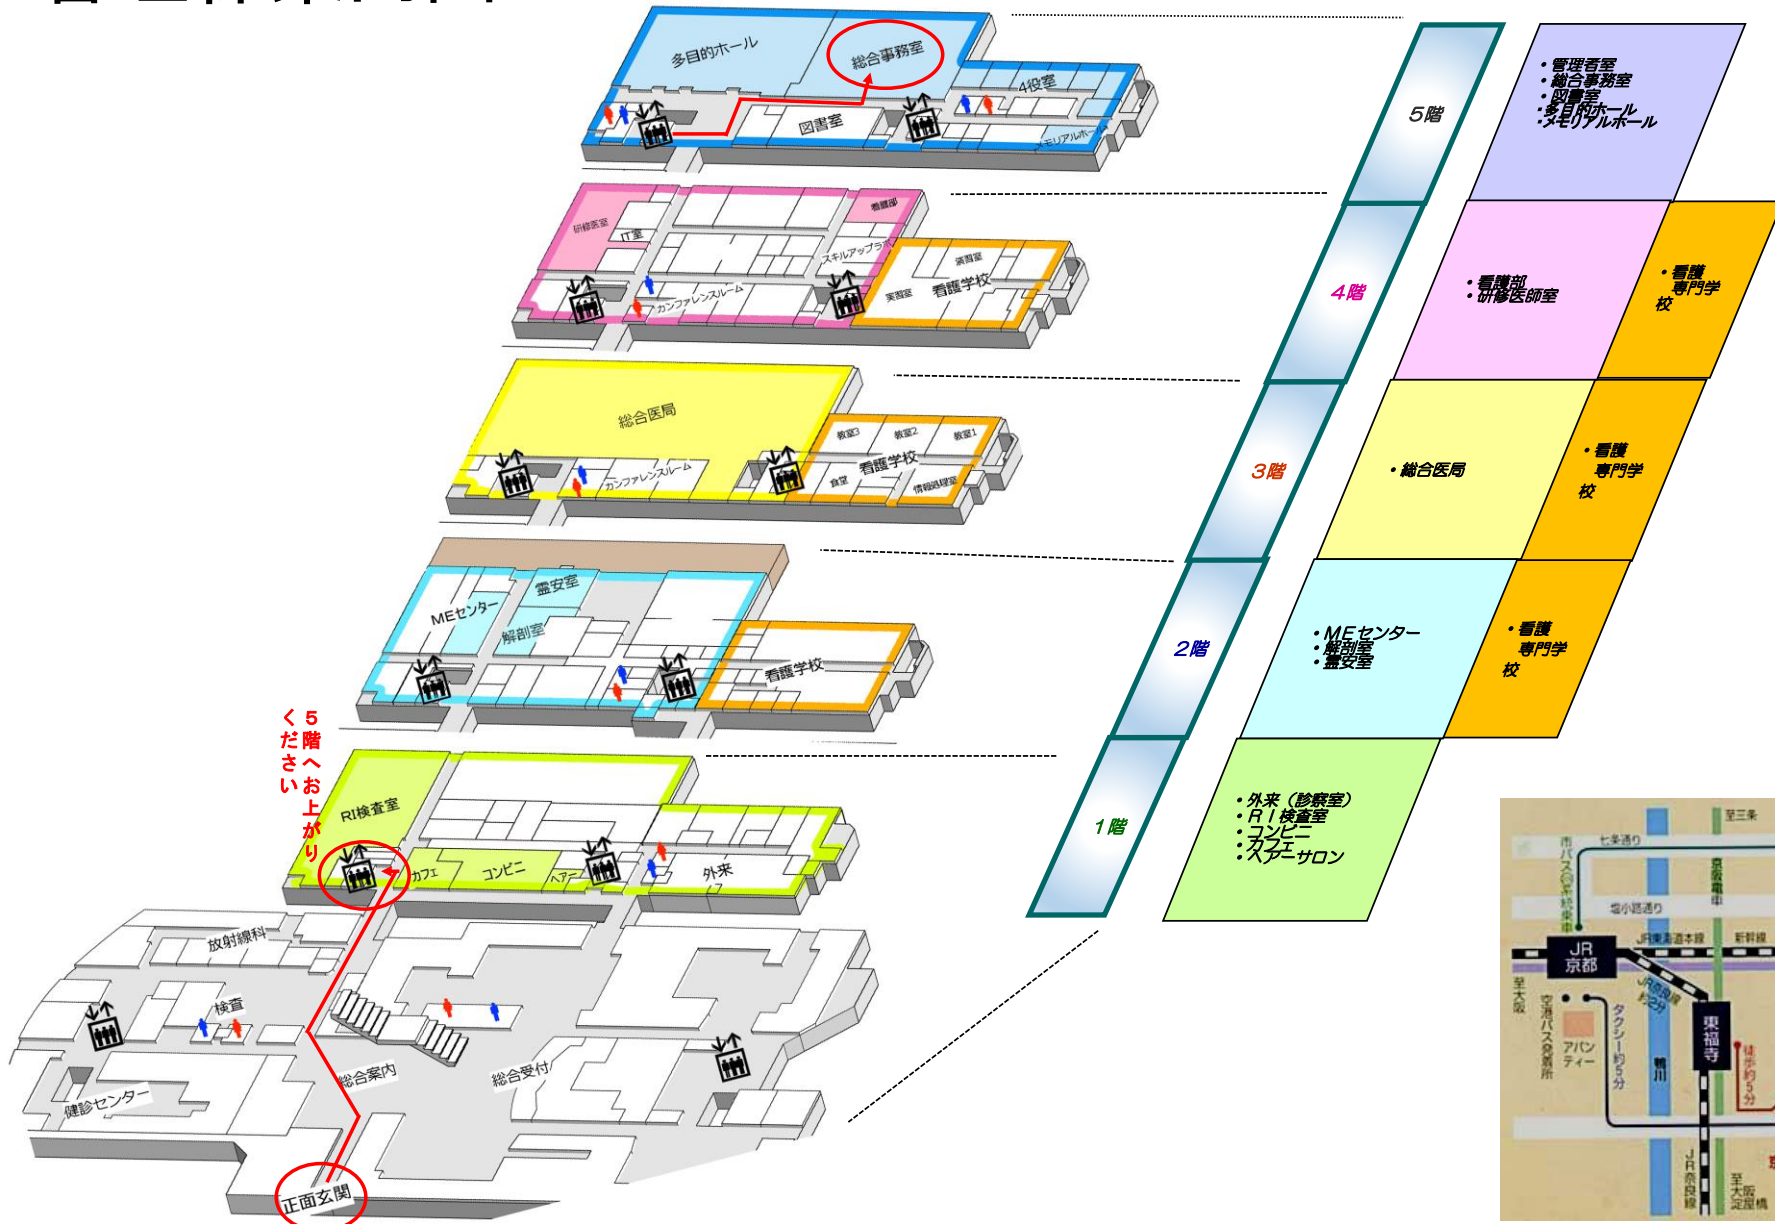 多目的ホール
総合事務室
4役室
図書室
メモリアルホール
5階
・管理者室
・総合事務室
・図書室
・多目的ホール
・メモリアルホール
研修医室
IT室
看護部
スキルアップラボ
カンファレンスルーム
演習室
実習室
看護学校
4階
・看護部
・研修医師室
・看護
専門学
校
総合医局
カンファレンスルーム
教室3
教室2
教室1
看護学校
食堂
情報処理室
3階
・総合医局
・看護
専門学
校
MEセンター
霊安室
解剖室
看護学校
2階
・MEセンター
・解剖室
・霊安室
・看護
専門学
校
5階へお上がり
ください
RI検査室
カフェ
コンビニ
ヘアー
外来
1階
・外来（診察室）
・RI検査室
・コンビニ
・カフェ
・ヘアーサロン
放射線科
検査
健診センター
総合案内
総合受付
正面玄関
至三条
七条通り
京阪電車
塩小路通り
JR
京都
JR東海道本線
新幹線
JR奈良線
約2分
至大阪
空港バス発着所
アバン
ティー
タクシー約5分
鴨川
東福寺
徒歩約5分
JR奈良線
至大阪
淀屋橋